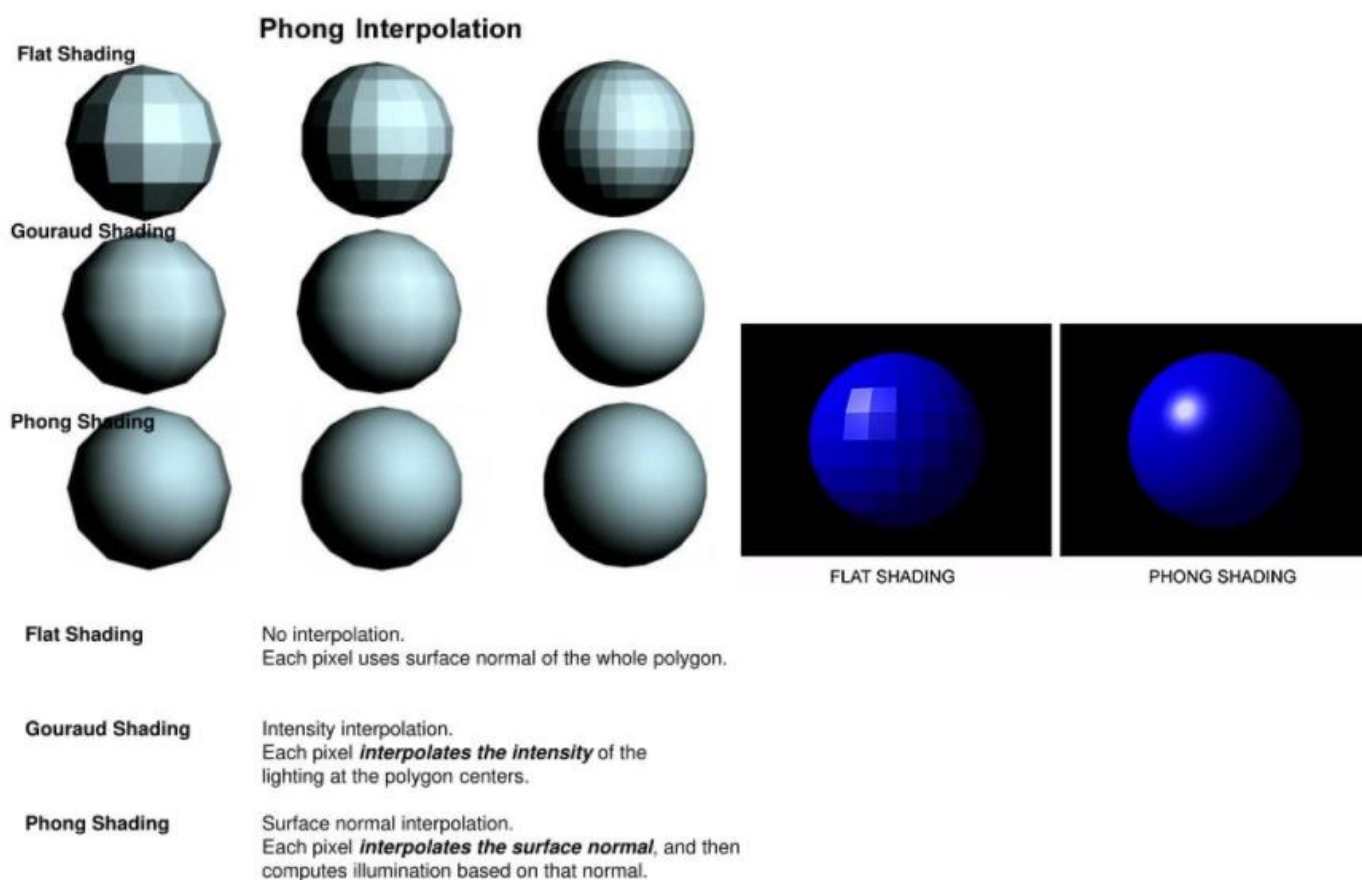 Phong Interpolation
Flat Shading
Gouraud Shading
Phong Shading
FLAT SHADING
PHONG SHADING
Flat Shading
No interpolation.
Each pixel uses surface normal of the whole polygon.
Gouraud Shading
Intensity interpolation.
Each pixel interpolates the intensity of the
lighting at the polygon centers.
Phong Shading
Surface normal interpolation.
Each pixel interpolates the surface normal, and then
computes illumination based on that normal.